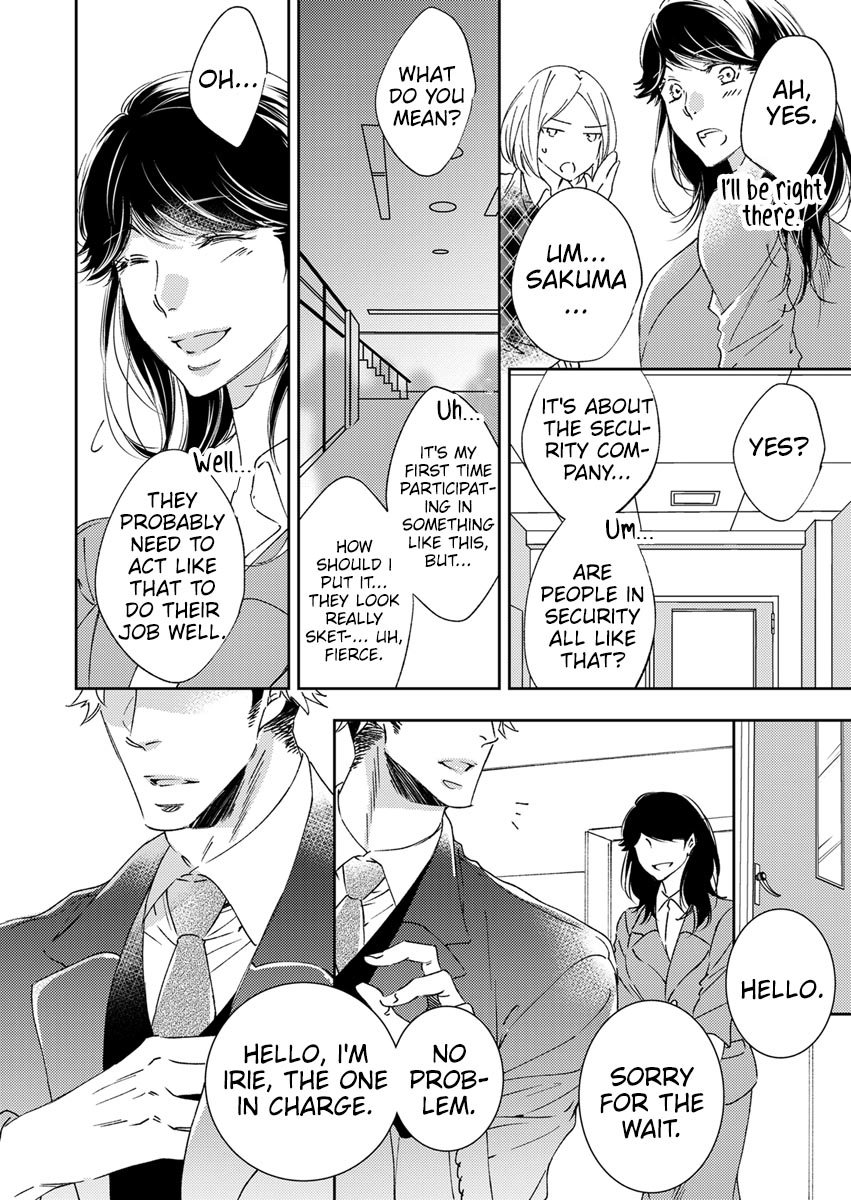 AH,
YES.
I'll be right
there.
UM...
SAKUMA
...
YES?
IT'S ABOUT
THE SECU-
RITY COM-
PANY...
Um...
ARE
PEOPLE IN
SECURITY
ALL LIKE
THAT?
WHAT
DO YOU
MEAN?
Uh...
IT'S MY
FIRST TIME
PARTICIPAT-
ING IN
SOMETHING
LIKE THIS,
BUT...
HOW
SHOULD I
PUT IT...
THEY LOOK
REALLY
SKET-... UH,
FIERCE.
OH...
Well...
THEY
PROBABLY
NEED TO
ACT LIKE
THAT TO
DO THEIR
JOB WELL.
HELLO.
SORRY
FOR THE
WAIT.
NO
PROB-
LEM.
HELLO, I'M
IRIE, THE ONE
IN CHARGE.